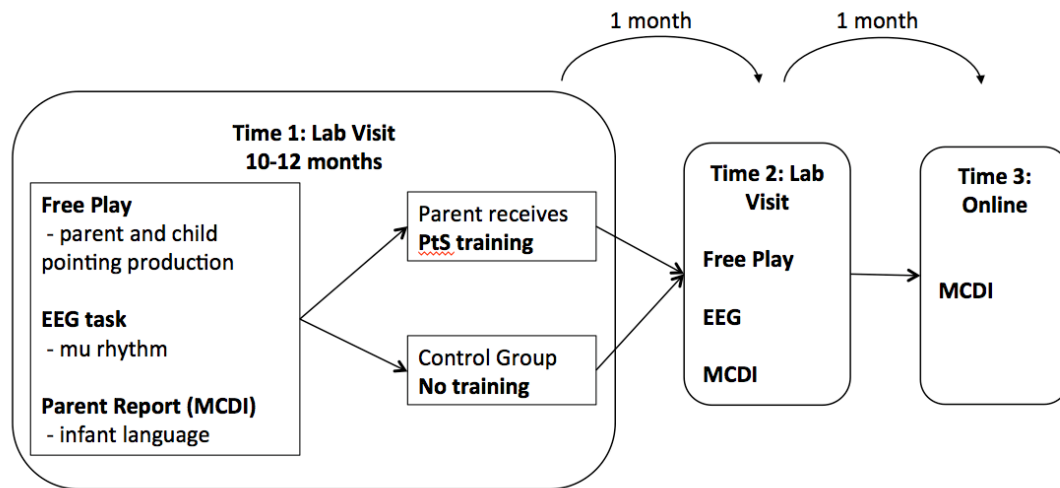 1 month
1 month
Time 1: Lab Visit
10-12 months
Free Play
- parent and child
pointing production
EEG task
- mu rhythm
Parent Report (MCDI)
- infant language
Parent receives
PtS training
Control Group
No training
Time 2: Lab
Visit
Free Play
EEG
MCDI
Time 3:
Online
MCDI